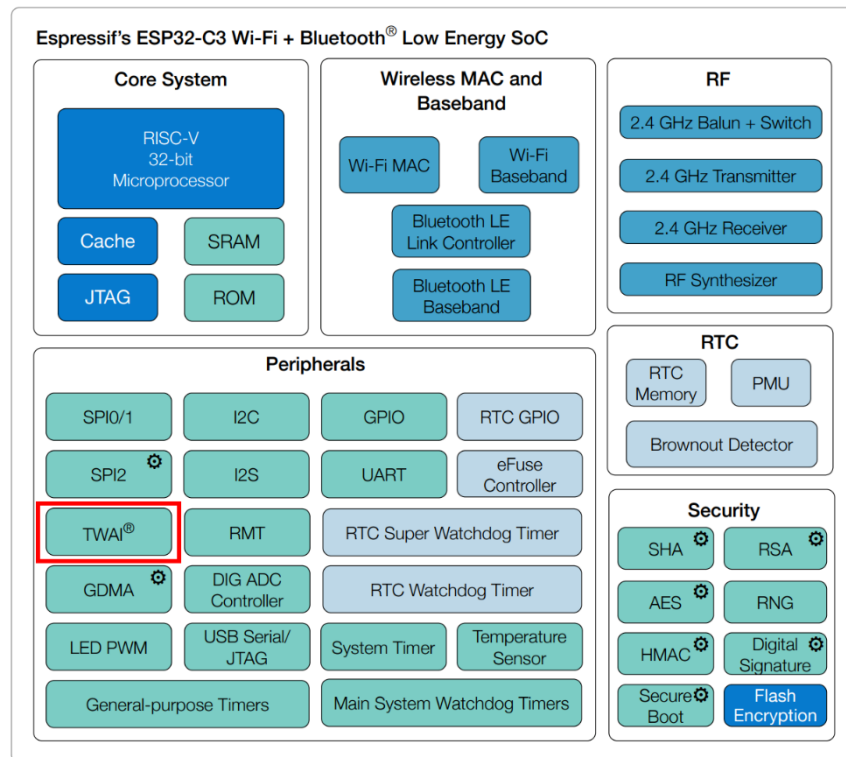 Espressif's ESP32-C3 Wi-Fi + Bluetooth® Low Energy SoC
Core System
RISC-V
32-bit
Microprocessor
Cache
SRAM
JTAG
ROM
Wireless MAC and
Baseband
Wi-Fi MAC
Wi-Fi
Baseband
Bluetooth LE
Link Controller
Bluetooth LE
Baseband
RF
2.4 GHz Balun + Switch
2.4 GHz Transmitter
2.4 GHz Receiver
RF Synthesizer
Peripherals
SPI0/1
I2C
GPIO
RTC GPIO
SPI2
I2S
UART
eFuse
Controller
TWAI®
RMT
RTC Super Watchdog Timer
GDMA
DIG ADC
Controller
RTC Watchdog Timer
LED PWM
USB Serial/
JTAG
System Timer
Temperature
Sensor
General-purpose Timers
Main System Watchdog Timers
RTC
RTC
Memory
PMU
Brownout Detector
Security
SHA
RSA
AES
RNG
HMAC
Digital
Signature
Secure
Boot
Flash
Encryption